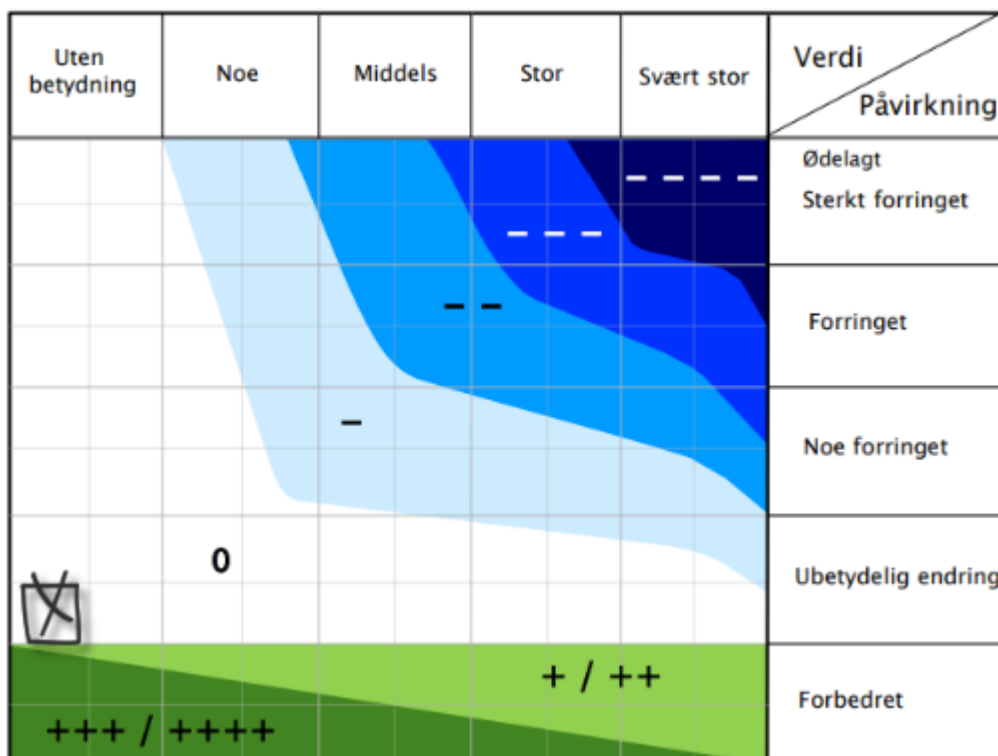 Uten
betydning
Noe
Middels
Stor
Svært stor
Verdi
Påvirkning
– – – –
Ødelagt
Sterkt forringet
– – –
– –
Forringet
–
Noe forringet
0
Ubetydelig endring
X
+ / ++
Forbedret
+++ / ++++